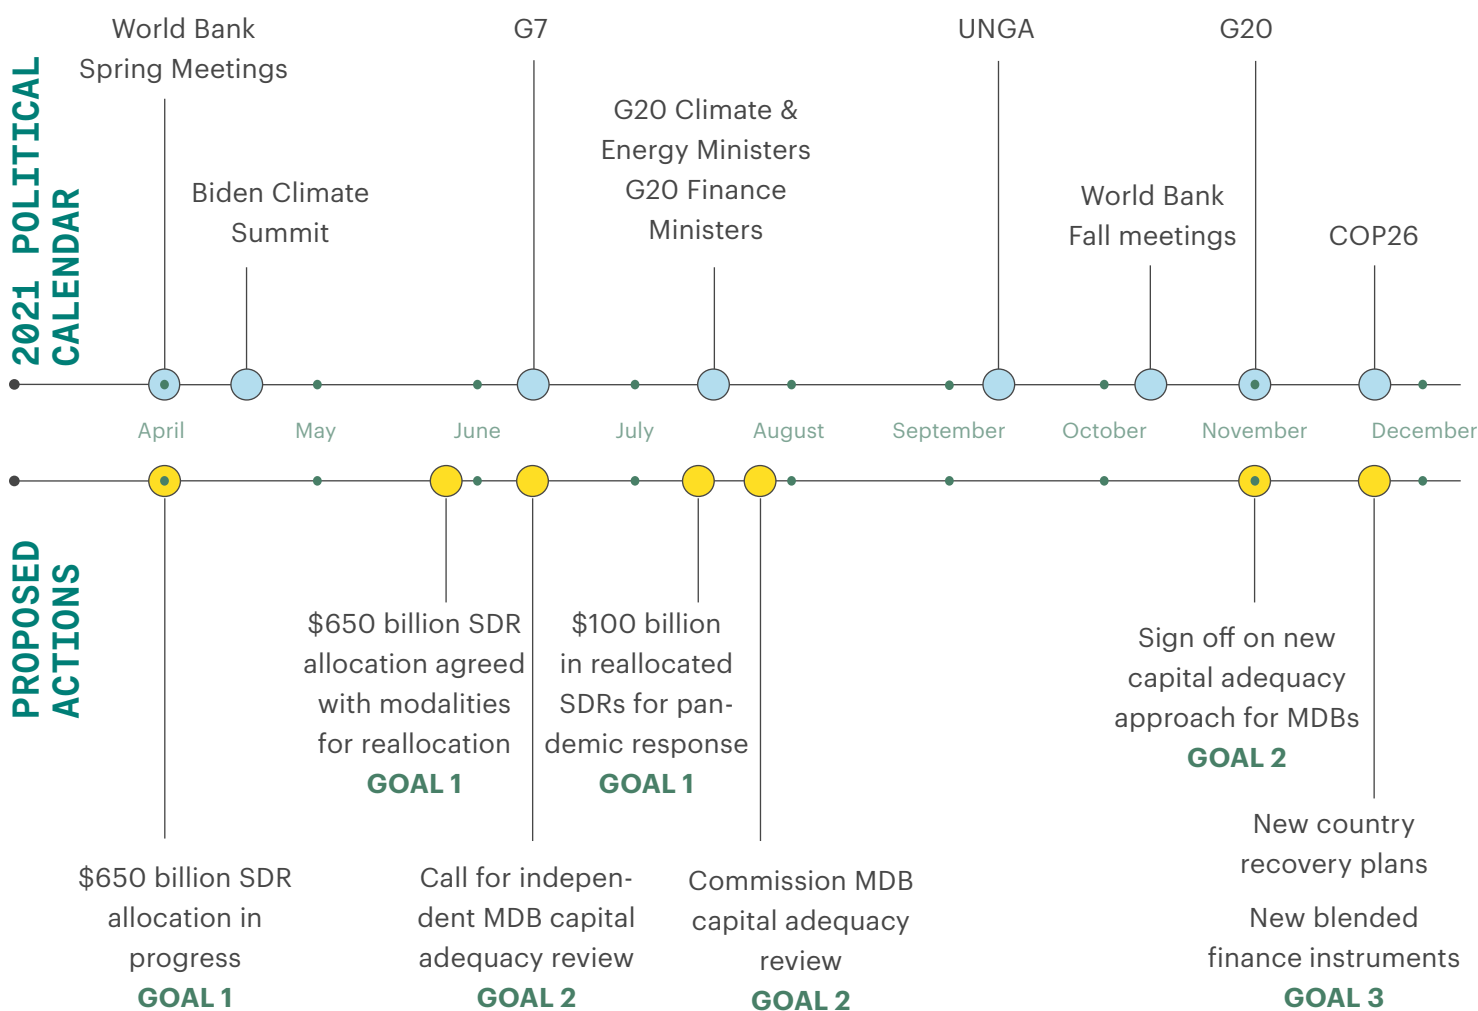 2021 POLITICAL
CALENDAR
World Bank
Spring Meetings
Biden Climate
Summit
G7
G20 Climate &
Energy Ministers
G20 Finance
Ministers
UNGA
World Bank
Fall meetings
G20
COP26
April
May
June
July
August
September
October
November
December
PROPOSED
ACTIONS
$650 billion SDR
allocation in
progress
GOAL 1
$650 billion SDR
allocation agreed
with modalities
for reallocation
GOAL 1
Call for indepen-
dent MDB capital
adequacy review
GOAL 2
$100 billion
in reallocated
SDRs for pan-
demic response
GOAL 1
Commission MDB
capital adequacy
review
GOAL 2
Sign off on new
capital adequacy
approach for MDBs
GOAL 2
New country
recovery plans
New blended
finance instruments
GOAL 3